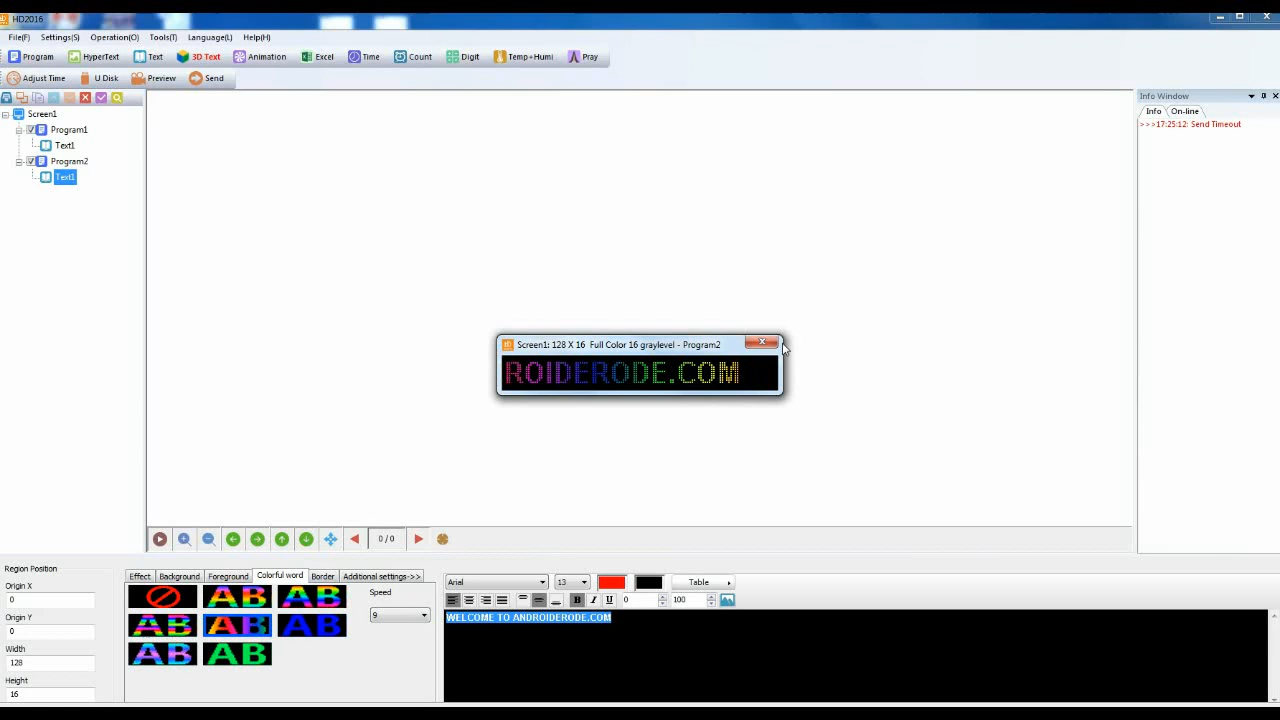 HD2016
File(F) Settings(S) Operation(O) Tools(T) Language(L) Help(H)
Program HyperText Text 3D Text Animation Excel Time Count Digit Temp+Humi Pray
Adjust Time U Disk Preview Send
Screen1
Program1
Text1
Program2
Text1
Info Window
Info On-line
>>>17:25:12: Send Timeout
Screen1: 128 X 16 Full Color 16 graylevel - Program2
ROIDERODE.COM
0 / 0
Region Position
Origin X
0
Origin Y
0
Width
128
Height
16
Effect Background Foreground Colorful word Border Additional settings->>
AB AB
AB AB AB
AB AB
Speed
9
Arial 13 Table
B I U 0 100
WELCOME TO ANDROIDERODE.COM